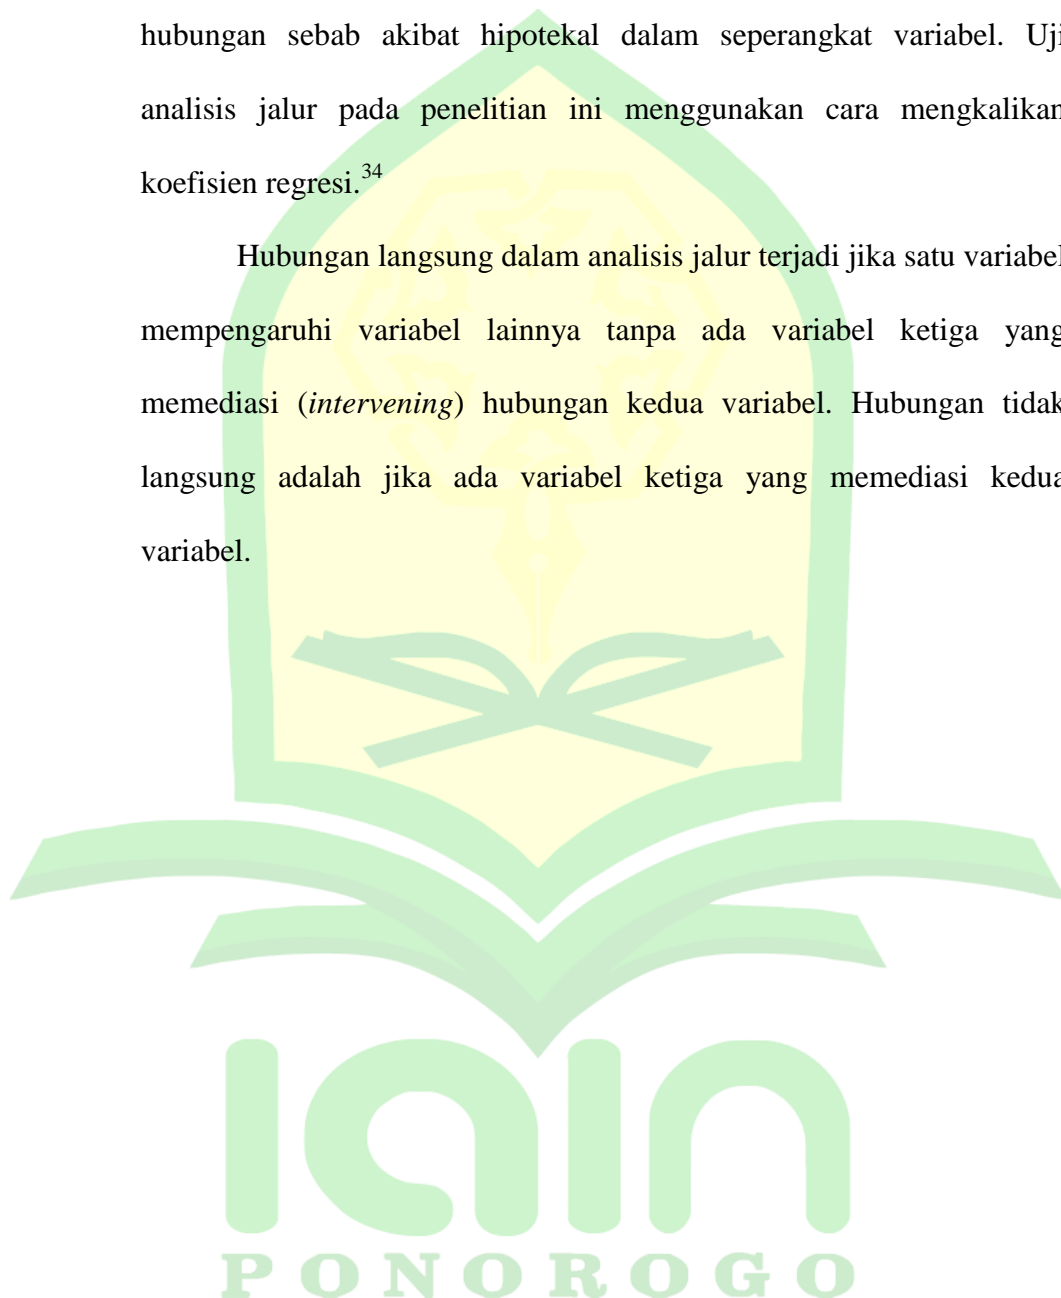 hubungan sebab akibat hipotekal dalam seperangkat variabel. Uji
analisis jalur pada penelitian ini menggunakan cara mengkalikan
koefisien regresi.34
Hubungan langsung dalam analisis jalur terjadi jika satu variabel
mempengaruhi variabel lainnya tanpa ada variabel ketiga yang
memediasi (intervening) hubungan kedua variabel. Hubungan tidak
langsung adalah jika ada variabel ketiga yang memediasi kedua
variabel.
iain
PONOROGO